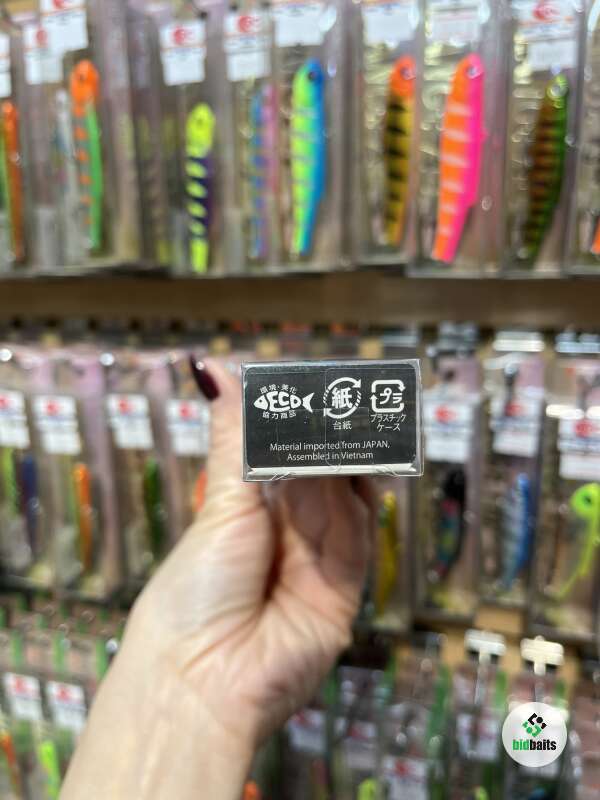 環境・美化
ECO
協力商品
紙
台紙
プラ
プラスチック
ケース
Material imported from JAPAN,
Assembled in Vietnam
bidbaits